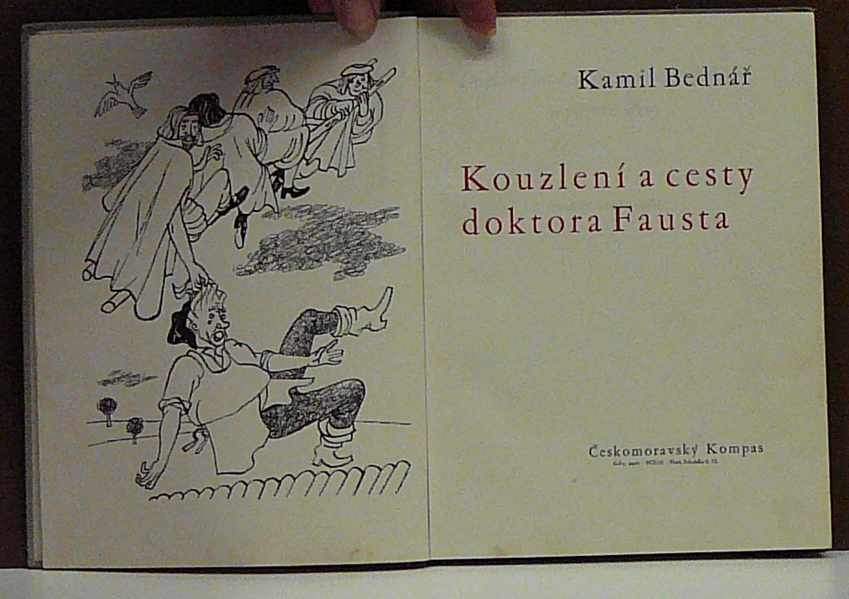 Kamil Bednář
Kouzlení a cesty
doktora Fausta
Českomoravský Kompas